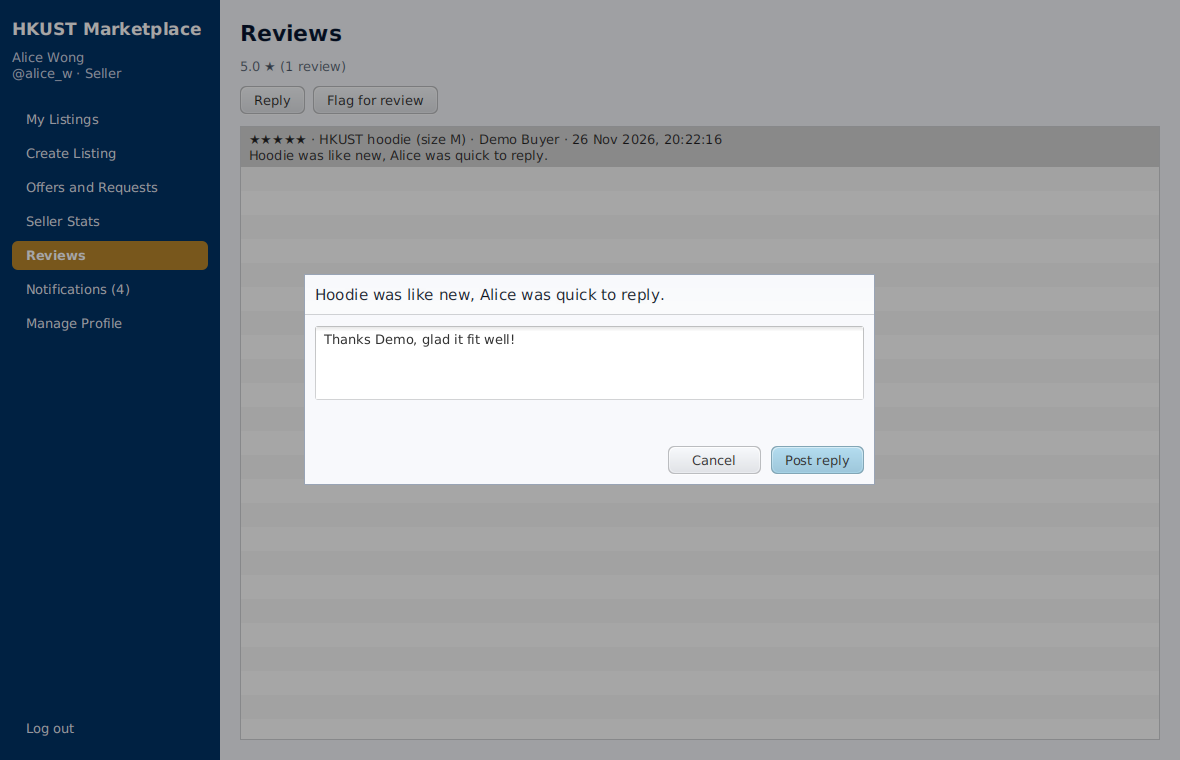 HKUST Marketplace
Alice Wong
@alice_w · Seller
My Listings
Create Listing
Offers and Requests
Seller Stats
Reviews
Notifications (4)
Manage Profile
Log out
Reviews
5.0 ★ (1 review)
Reply
Flag for review
★★★★★ · HKUST hoodie (size M) · Demo Buyer · 26 Nov 2026, 20:22:16
Hoodie was like new, Alice was quick to reply.
Hoodie was like new, Alice was quick to reply.
Thanks Demo, glad it fit well!
Cancel
Post reply